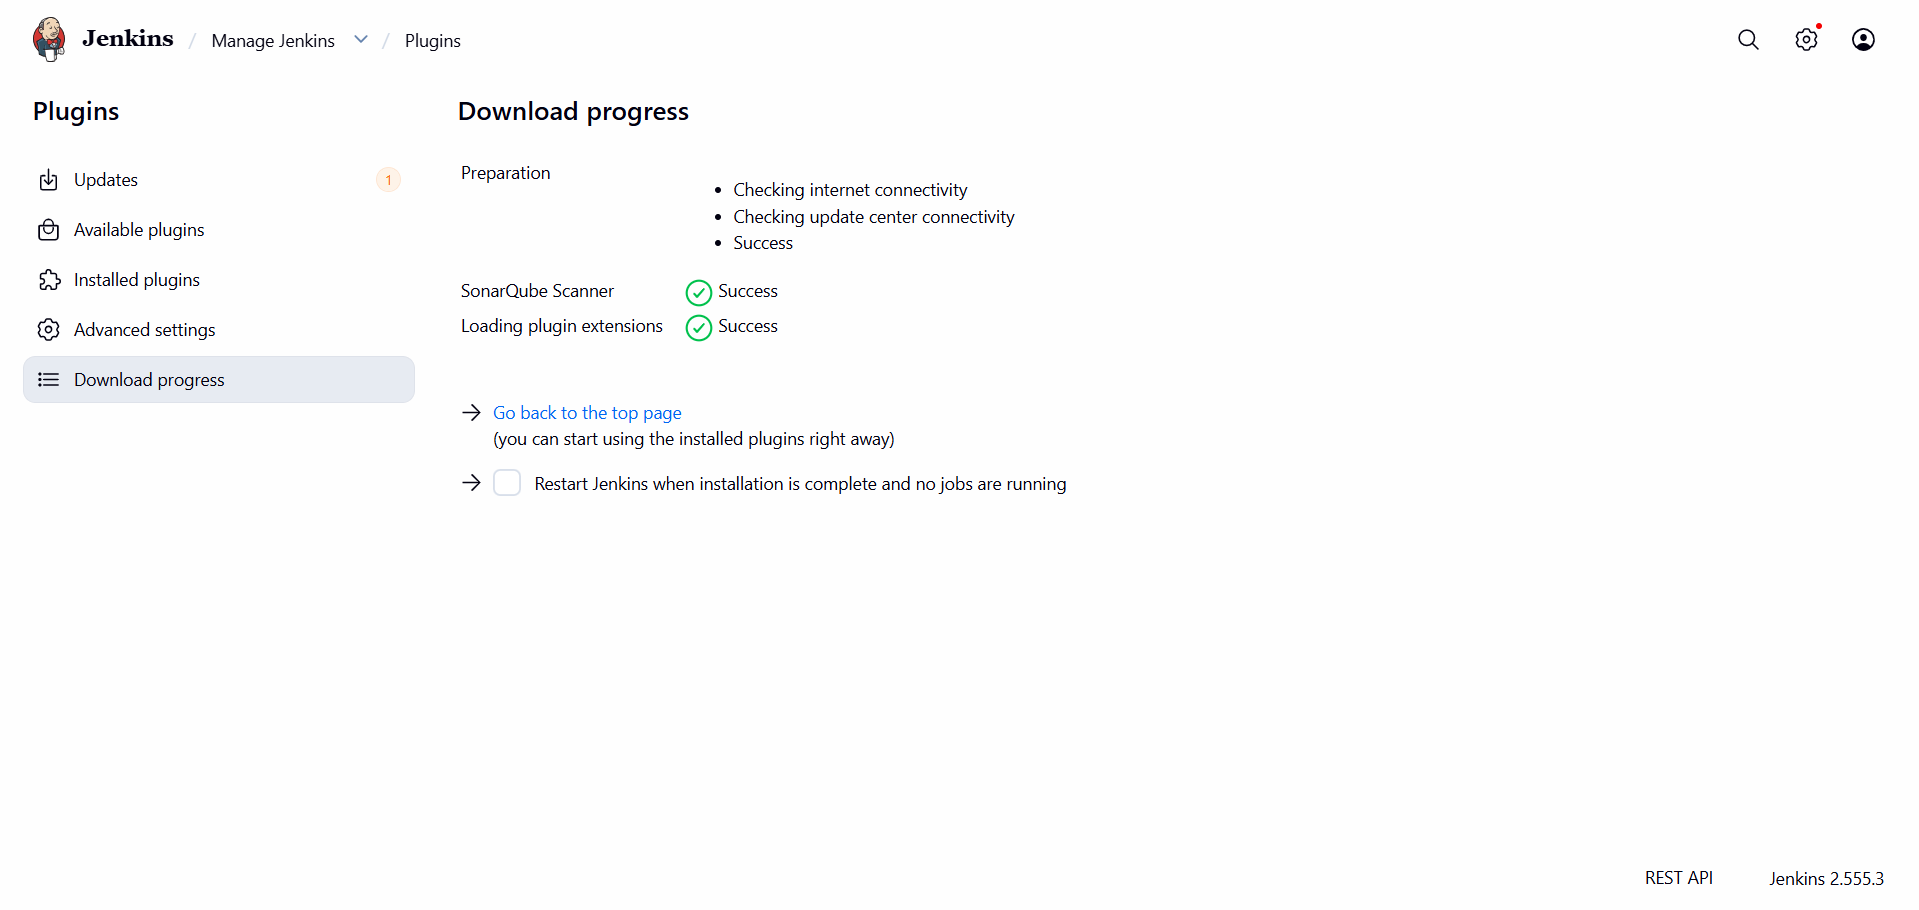 Jenkins / Manage Jenkins / Plugins
Plugins
Updates 1
Available plugins
Installed plugins
Advanced settings
Download progress
Download progress
Preparation
• Checking internet connectivity
• Checking update center connectivity
• Success
SonarQube Scanner Success
Loading plugin extensions Success
→ Go back to the top page
(you can start using the installed plugins right away)
→ Restart Jenkins when installation is complete and no jobs are running
REST API Jenkins 2.555.3